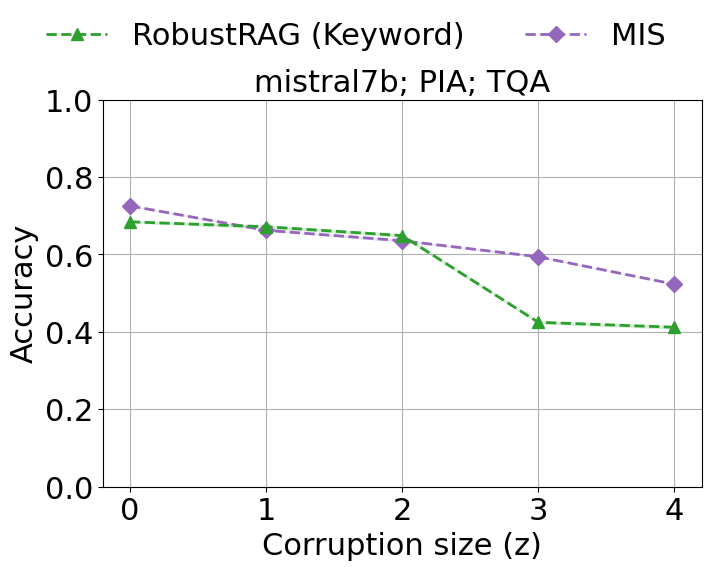 RobustRAG (Keyword) MIS
mistral7b; PIA; TQA
1.0
0.8
0.6
0.4
0.2
0.0
Accuracy
0 1 2 3 4
Corruption size (z)